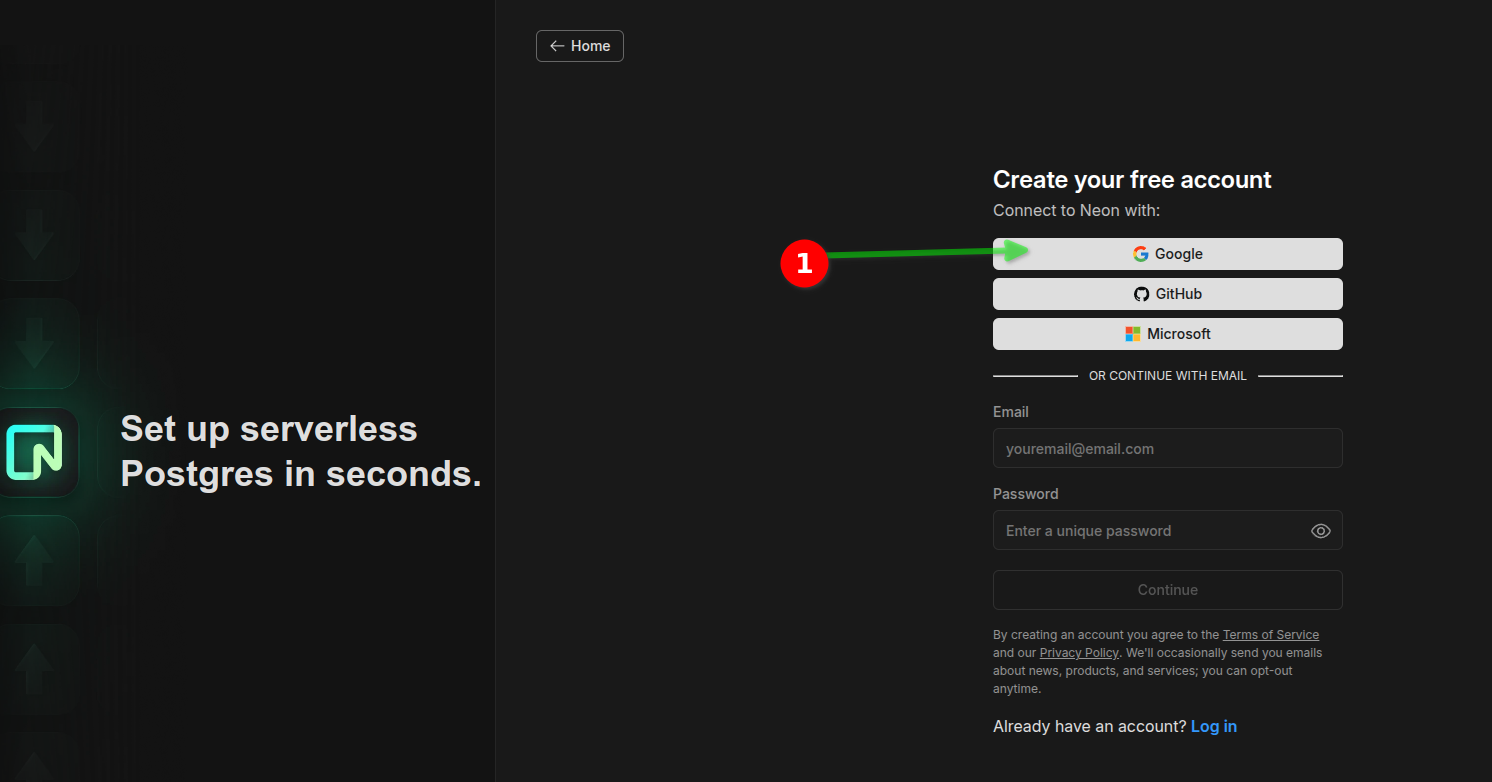 Home
Create your free account
Connect to Neon with:
1
Google
GitHub
Microsoft
OR CONTINUE WITH EMAIL
Email
youremail@email.com
Password
Enter a unique password
Continue
By creating an account you agree to the Terms of Service
and our Privacy Policy. We'll occasionally send you emails
about news, products, and services; you can opt-out
anytime.
Already have an account? Log in
Set up serverless
Postgres in seconds.